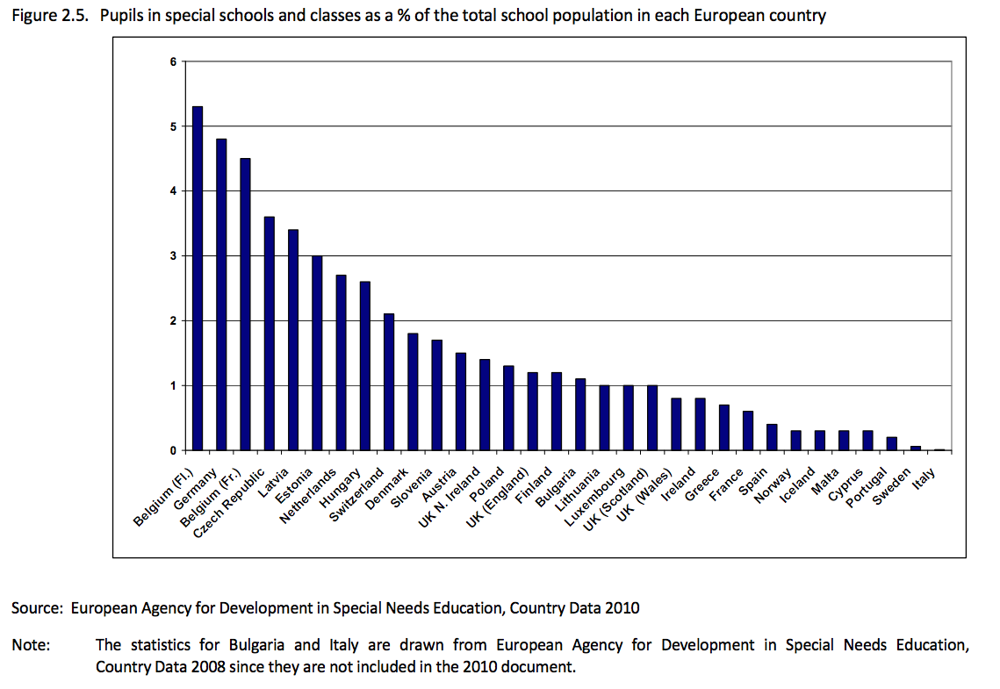 Figure 2.5. Pupils in special schools and classes as a % of the total school population in each European country
6
5
4
3
2
1
0
Belgium (Fl.)
Germany
Belgium (Fr.)
Czech Republic
Latvia
Estonia
Netherlands
Hungary
Switzerland
Denmark
Slovenia
Austria
UK N. Ireland
Poland
UK (England)
Finland
Bulgaria
Lithuania
Luxembourg
UK (Scotland)
UK (Wales)
Ireland
Greece
France
Spain
Norway
Iceland
Malta
Cyprus
Portugal
Sweden
Italy
Source: European Agency for Development in Special Needs Education, Country Data 2010
Note: The statistics for Bulgaria and Italy are drawn from European Agency for Development in Special Needs Education,
Country Data 2008 since they are not included in the 2010 document.